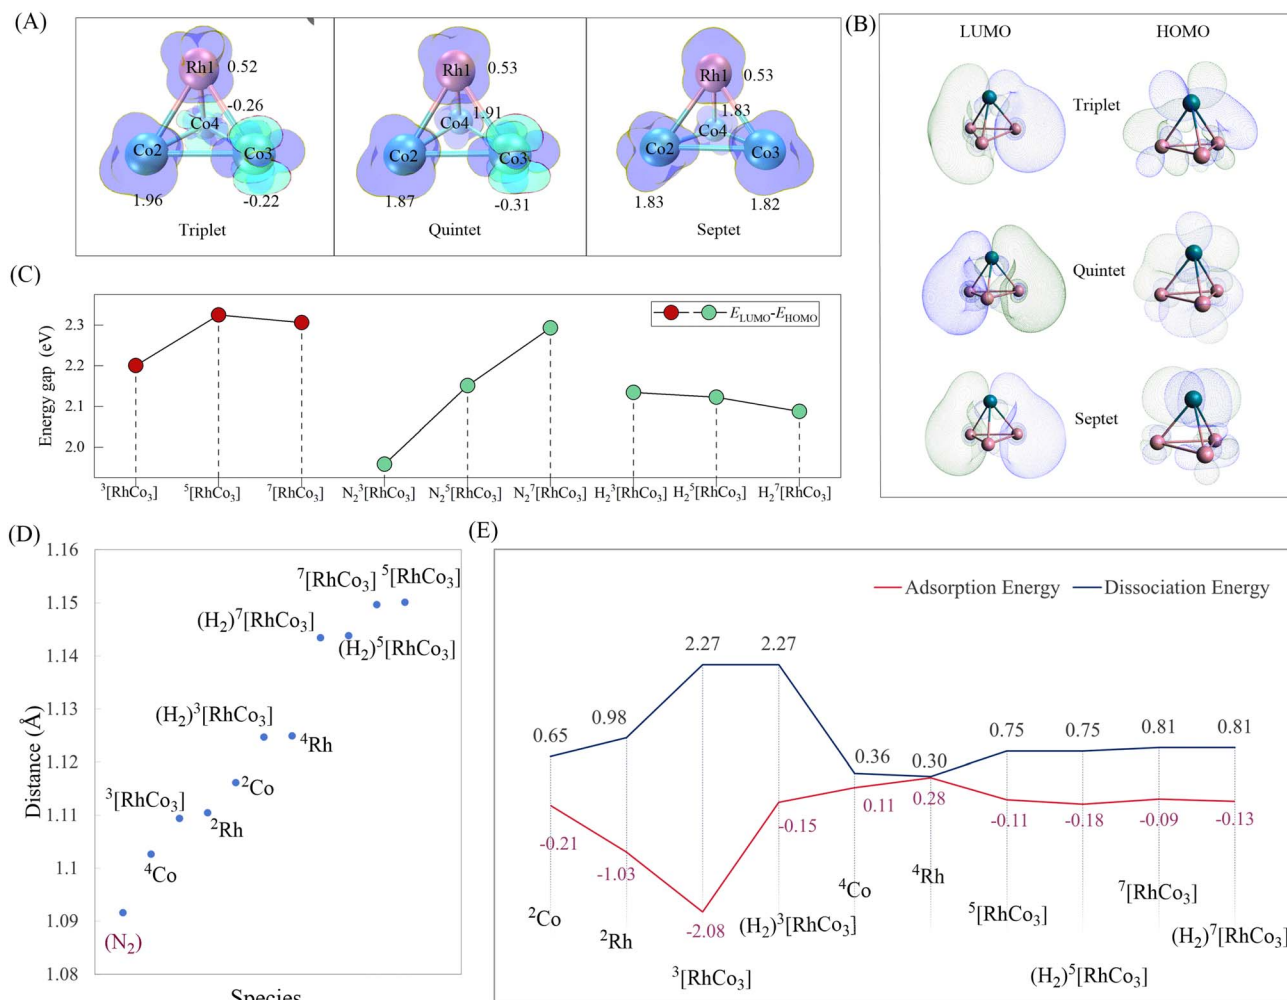 (A)
Rh1
0.52
-0.26
Co4
Co2
Co3
1.96
-0.22
Triplet
Rh1
0.53
1.91
Co4
Co2
Co3
1.87
-0.31
Quintet
Rh1
0.53
1.83
Co4
Co2
Co3
1.83
1.82
Septet
(B)
LUMO
HOMO
Triplet
Quintet
Septet
(C)
E_LUMO-E_HOMO
Energy gap (eV)
2.3
2.2
2.1
2.0
³[RhCo₃]
⁵[RhCo₃]
⁷[RhCo₃]
N₂³[RhCo₃]
N₂⁵[RhCo₃]
N₂⁷[RhCo₃]
H₂³[RhCo₃]
H₂⁵[RhCo₃]
H₂⁷[RhCo₃]
(D)
Distance (Å)
1.16
1.15
1.14
1.13
1.12
1.11
1.1
1.09
1.08
⁷[RhCo₃]
⁵[RhCo₃]
(H₂)⁷[RhCo₃]
(H₂)⁵[RhCo₃]
(H₂)³[RhCo₃]
⁴Rh
²Co
³[RhCo₃]
²Rh
⁴Co
(N₂)
Species
(E)
Adsorption Energy
Dissociation Energy
0.65
0.98
2.27
2.27
0.36
0.30
0.75
0.75
0.81
0.81
-0.21
-1.03
-2.08
-0.15
0.11
0.28
-0.11
-0.18
-0.09
-0.13
²Co
²Rh
³[RhCo₃]
(H₂)³[RhCo₃]
⁴Co
⁴Rh
⁵[RhCo₃]
(H₂)⁵[RhCo₃]
⁷[RhCo₃]
(H₂)⁷[RhCo₃]